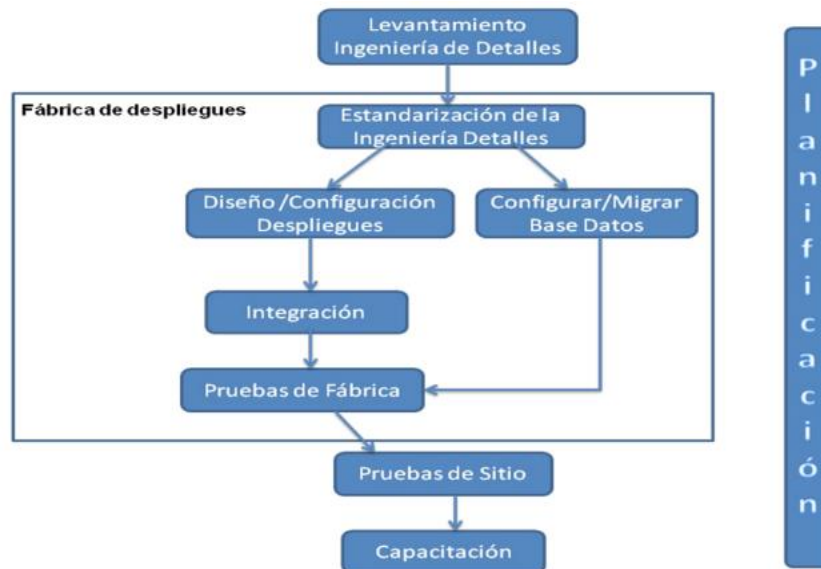 Levantamiento
Ingeniería de Detalles
Fábrica de despliegues
Estandarización de la
Ingeniería Detalles
Diseño /Configuración
Despliegues
Configurar/Migrar
Base Datos
Integración
Pruebas de Fábrica
Pruebas de Sitio
Capacitación
Planificación